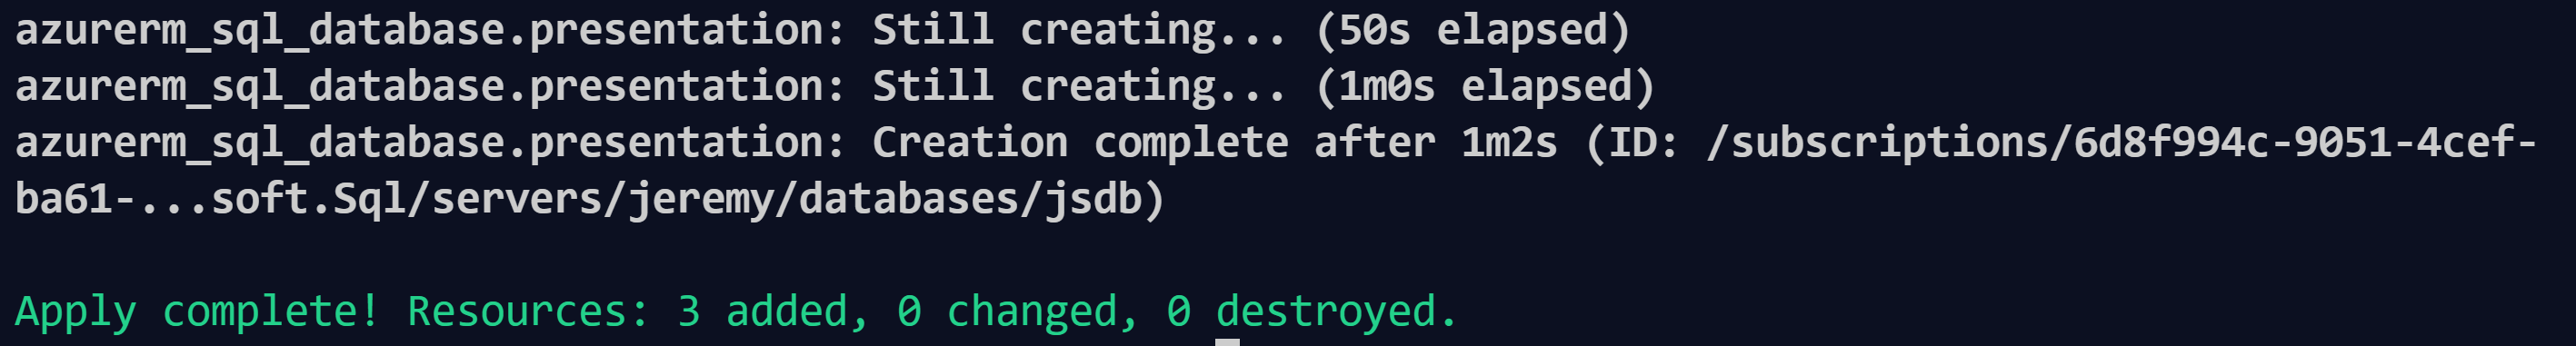 azurerm_sql_database.presentation: Still creating... (50s elapsed)
azurerm_sql_database.presentation: Still creating... (1m0s elapsed)
azurerm_sql_database.presentation: Creation complete after 1m2s (ID: /subscriptions/6d8f994c-9051-4cef-
ba61-...soft.Sql/servers/jeremy/databases/jsdb)
Apply complete! Resources: 3 added, 0 changed, 0 destroyed.